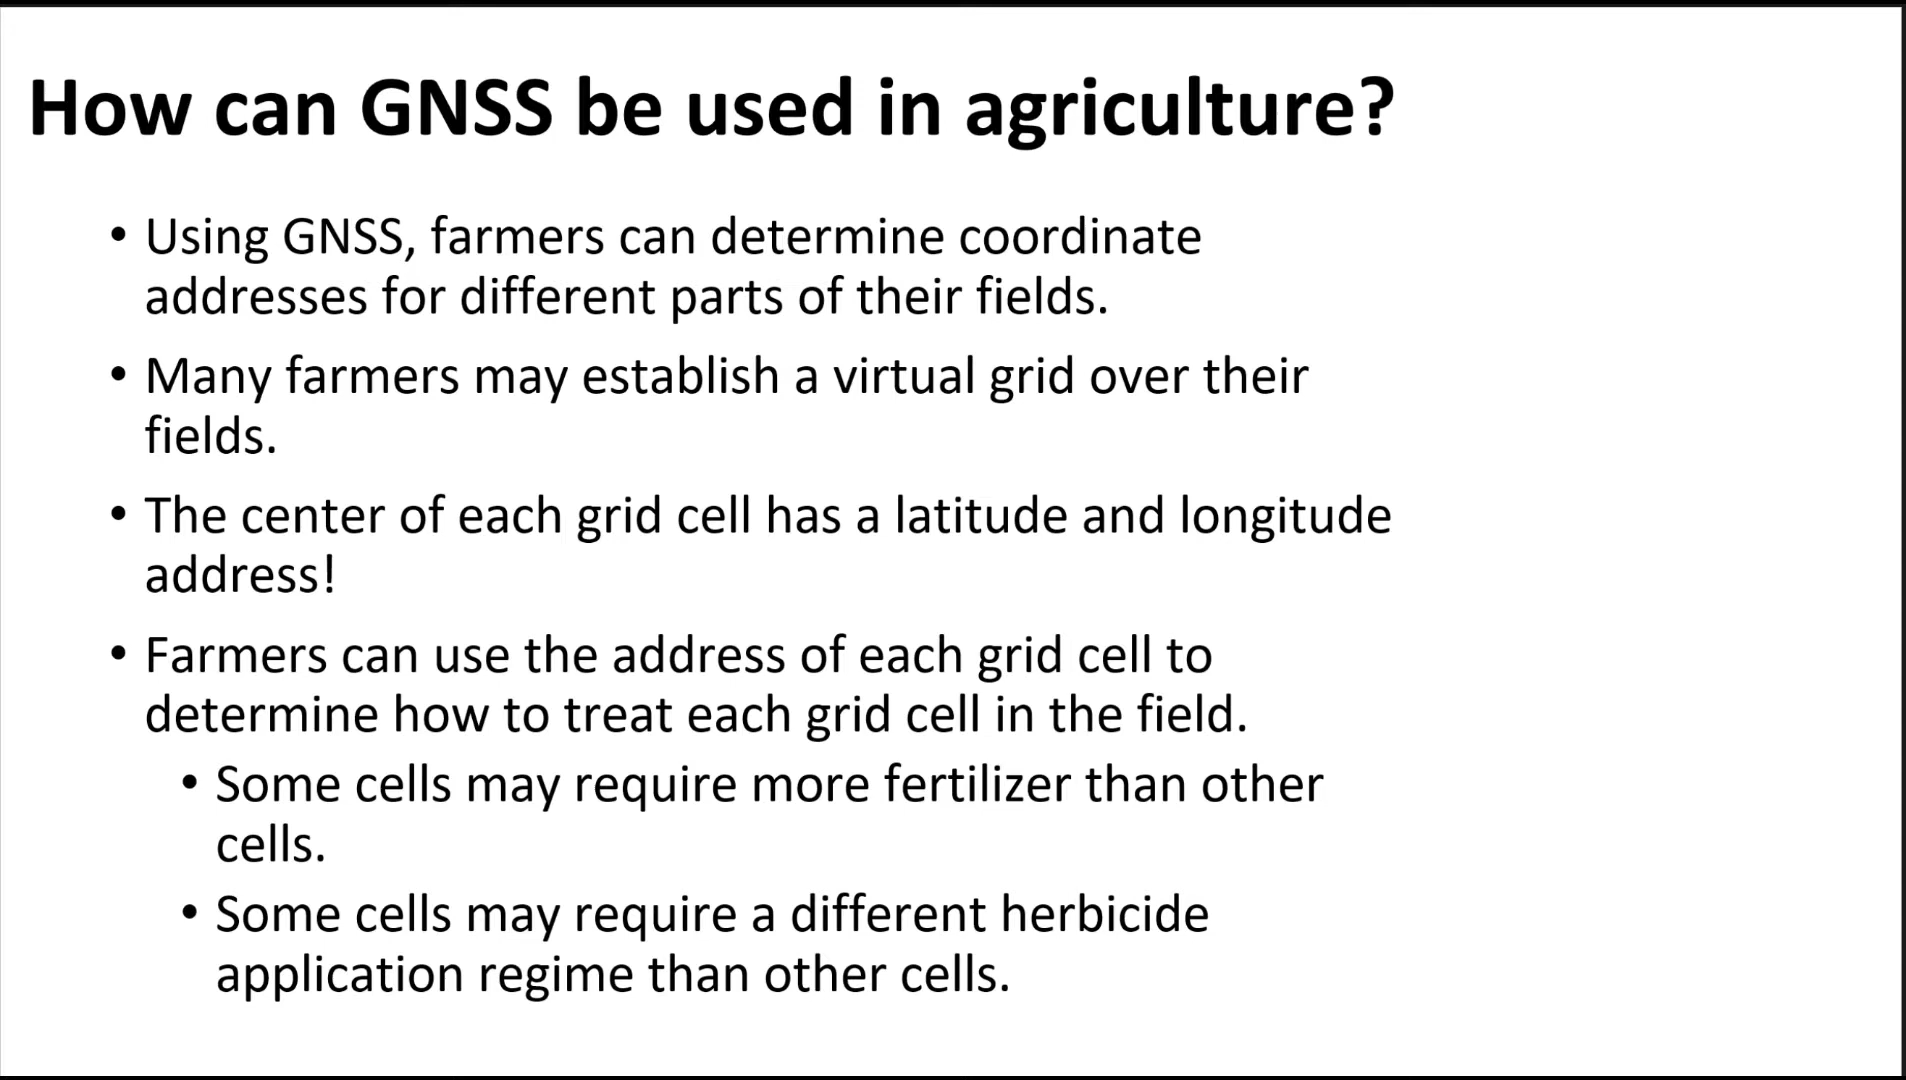 How can GNSS be used in agriculture?
• Using GNSS, farmers can determine coordinate
addresses for different parts of their fields.
• Many farmers may establish a virtual grid over their
fields.
• The center of each grid cell has a latitude and longitude
address!
• Farmers can use the address of each grid cell to
determine how to treat each grid cell in the field.
• Some cells may require more fertilizer than other
cells.
• Some cells may require a different herbicide
application regime than other cells.